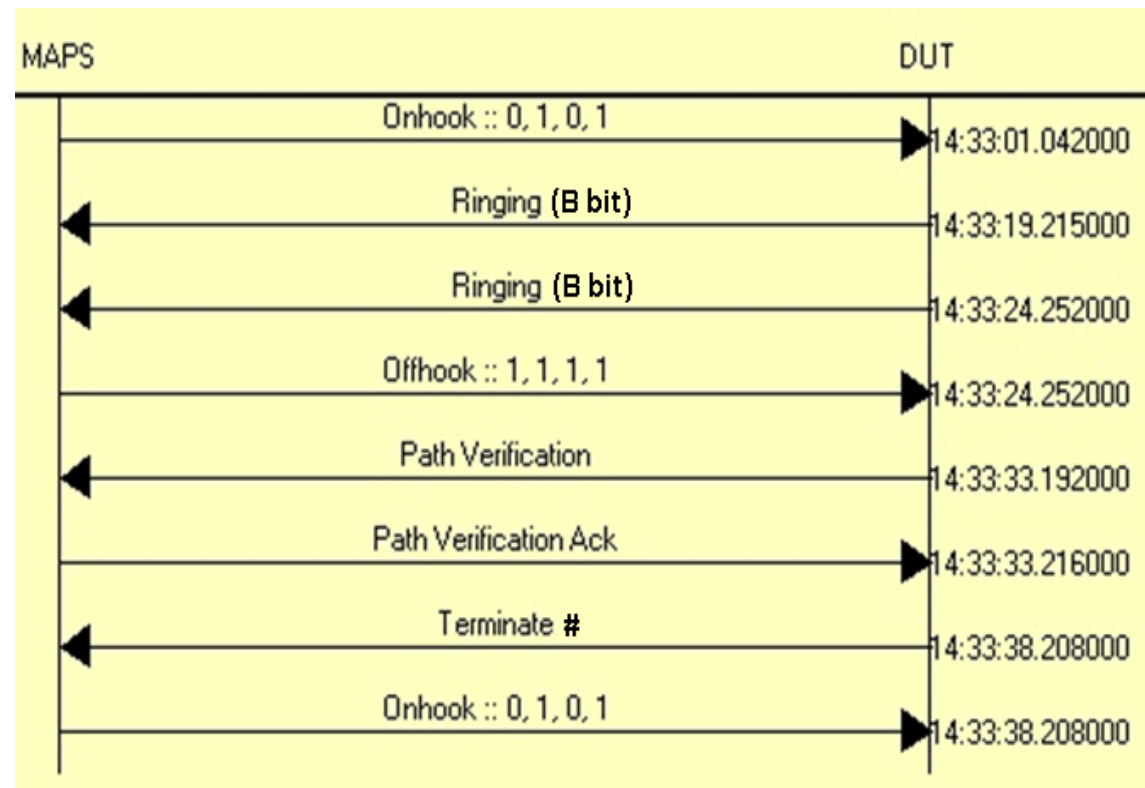 MAPS DUT
Onhook :: 0, 1, 0, 1
14:33:01.042000
Ringing (B bit)
14:33:19.215000
Ringing (B bit)
14:33:24.252000
Offhook :: 1, 1, 1, 1
14:33:24.252000
Path Verification
14:33:33.192000
Path Verification Ack
14:33:33.216000
Terminate #
14:33:38.208000
Onhook :: 0, 1, 0, 1
14:33:38.208000